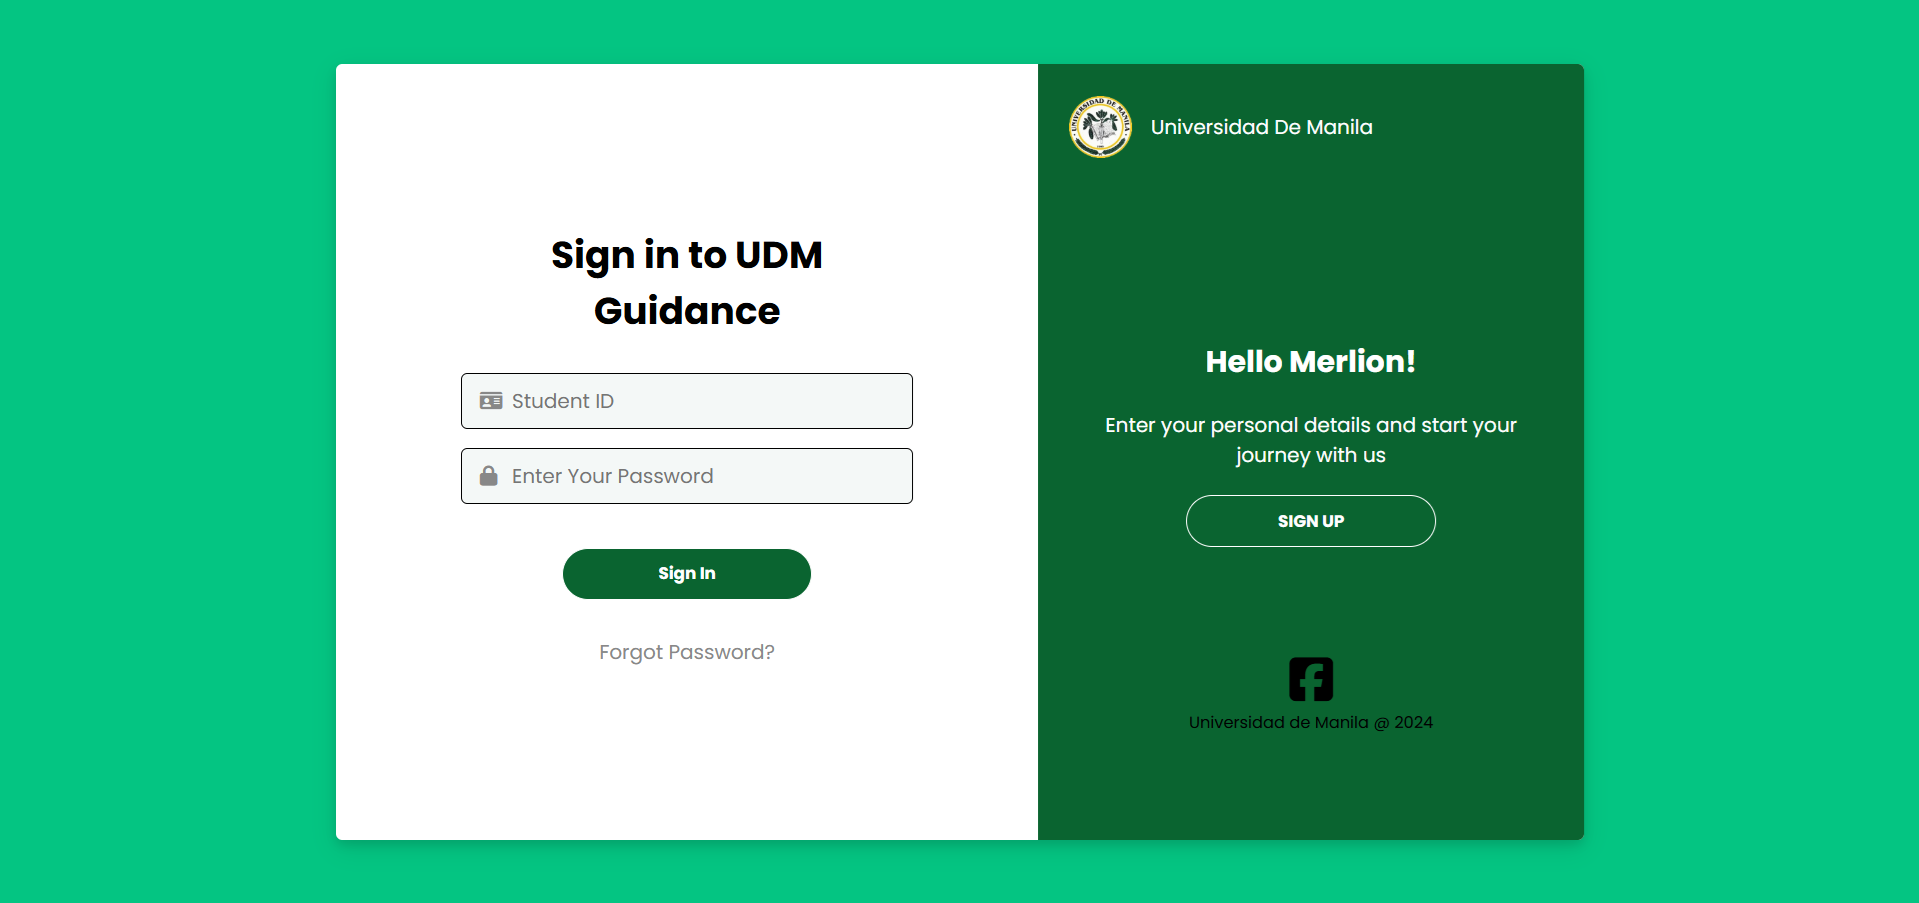 Sign in to UDM
Guidance
Student ID
Enter Your Password
Sign In
Forgot Password?
UNIVERSIDAD DE MANILA
Universidad De Manila
Hello Merlion!
Enter your personal details and start your
journey with us
SIGN UP
Universidad de Manila @ 2024